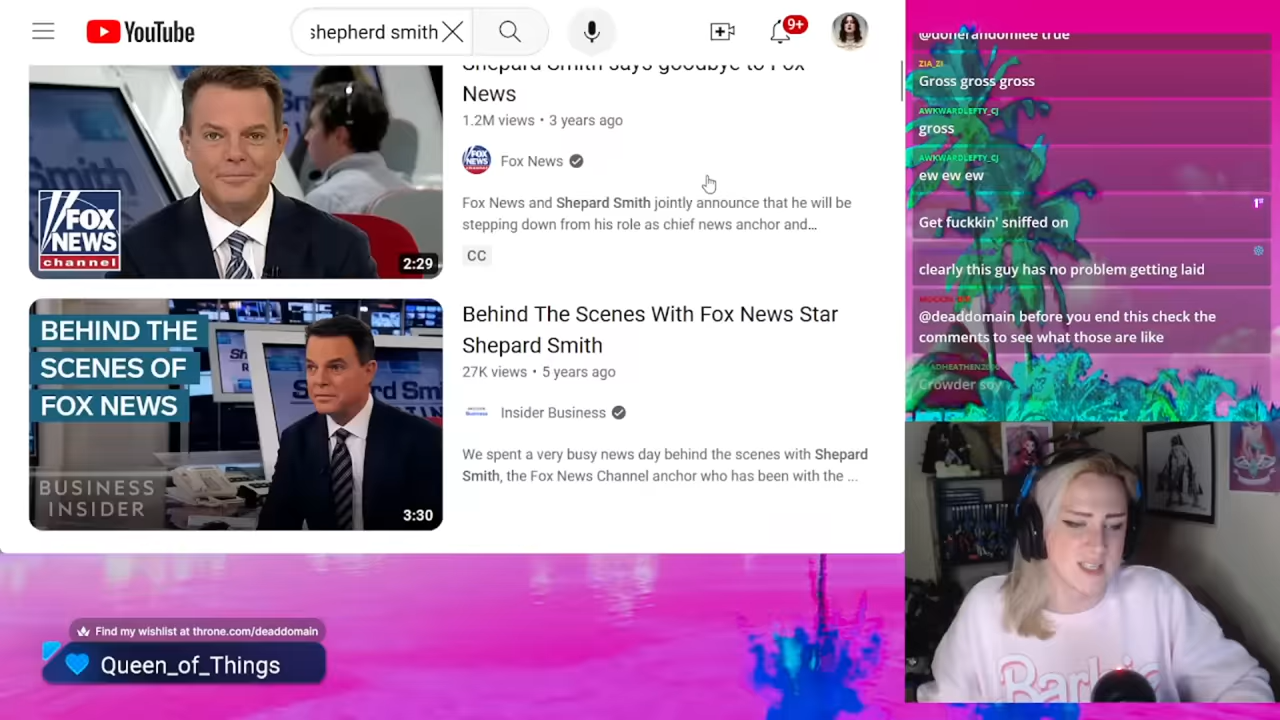 YouTube
shepherd smith
9+
Shepard Smith says goodbye to Fox
News
1.2M views • 3 years ago
Fox News
Fox News and Shepard Smith jointly announce that he will be
stepping down from his role as chief news anchor and...
CC
FOX
NEWS
channel
2:29
BEHIND THE
SCENES OF
FOX NEWS
BUSINESS
INSIDER
3:30
Behind The Scenes With Fox News Star
Shepard Smith
27K views • 5 years ago
Insider Business
We spent a very busy news day behind the scenes with Shepard
Smith, the Fox News Channel anchor who has been with the ...
Find my wishlist at throne.com/deaddomain
Queen_of_Things
ZIA_ZI
Gross gross gross
AWKWARDLEFTY_CJ
gross
AWKWARDLEFTY_CJ
ew ew ew
Get fuckkin' sniffed on
clearly this guy has no problem getting laid
@deaddomain before you end this check the
comments to see what those are like
Crowder soy
Barbie